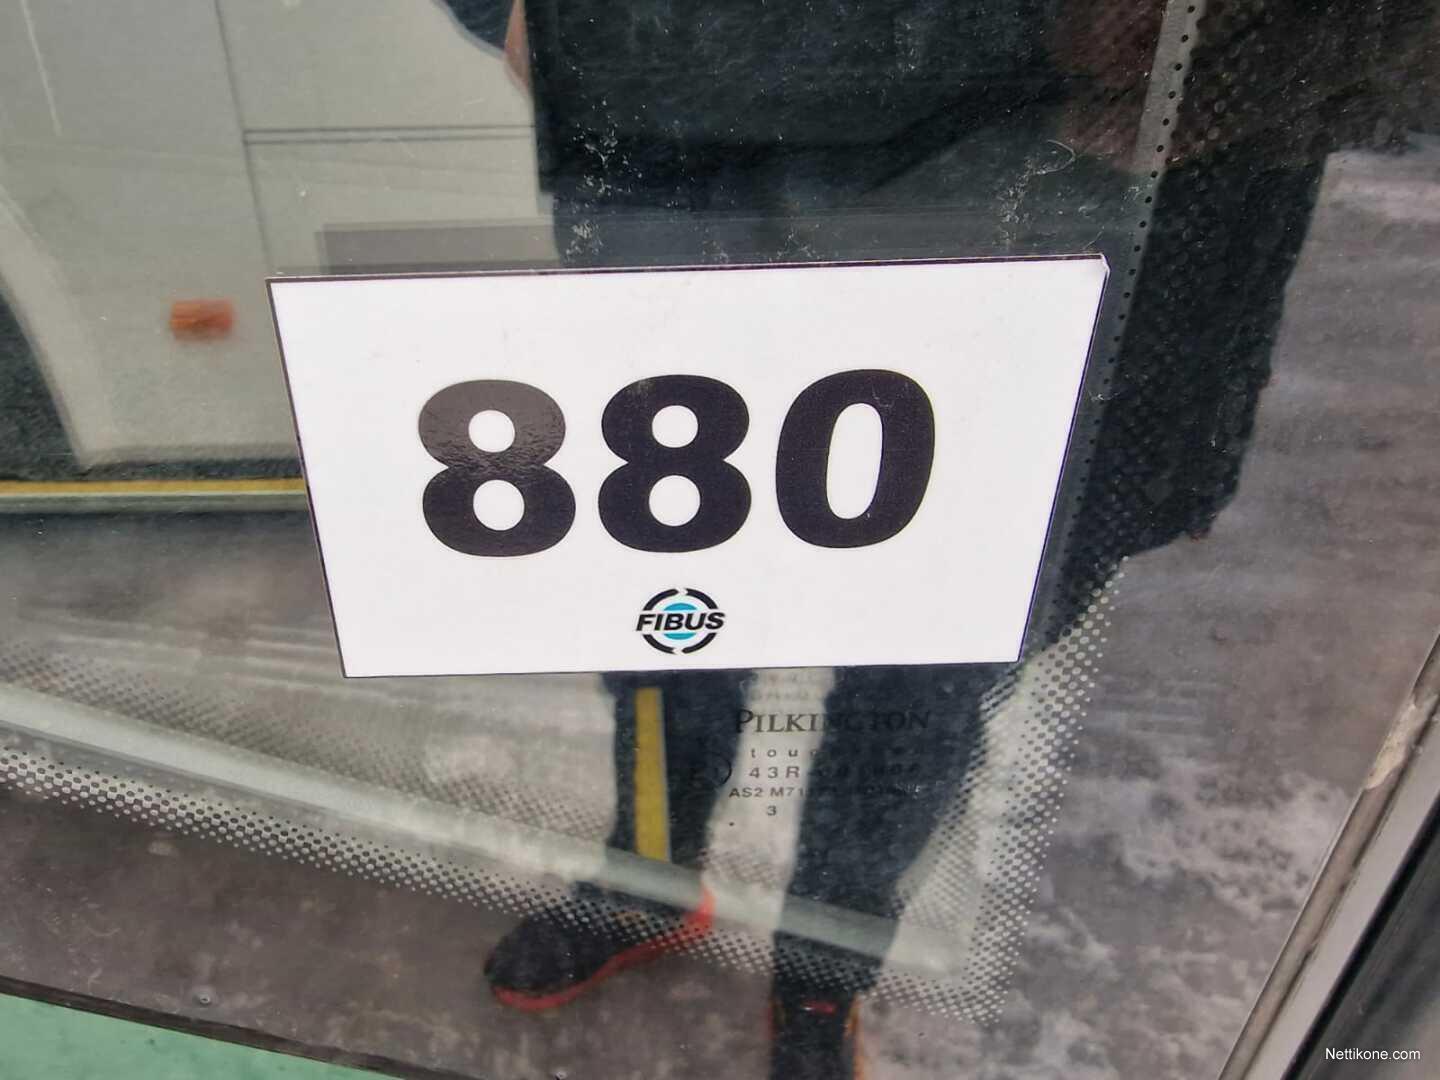 880
FIBUS
PILKINGTON
43R
AS2
3
Nettikone.com